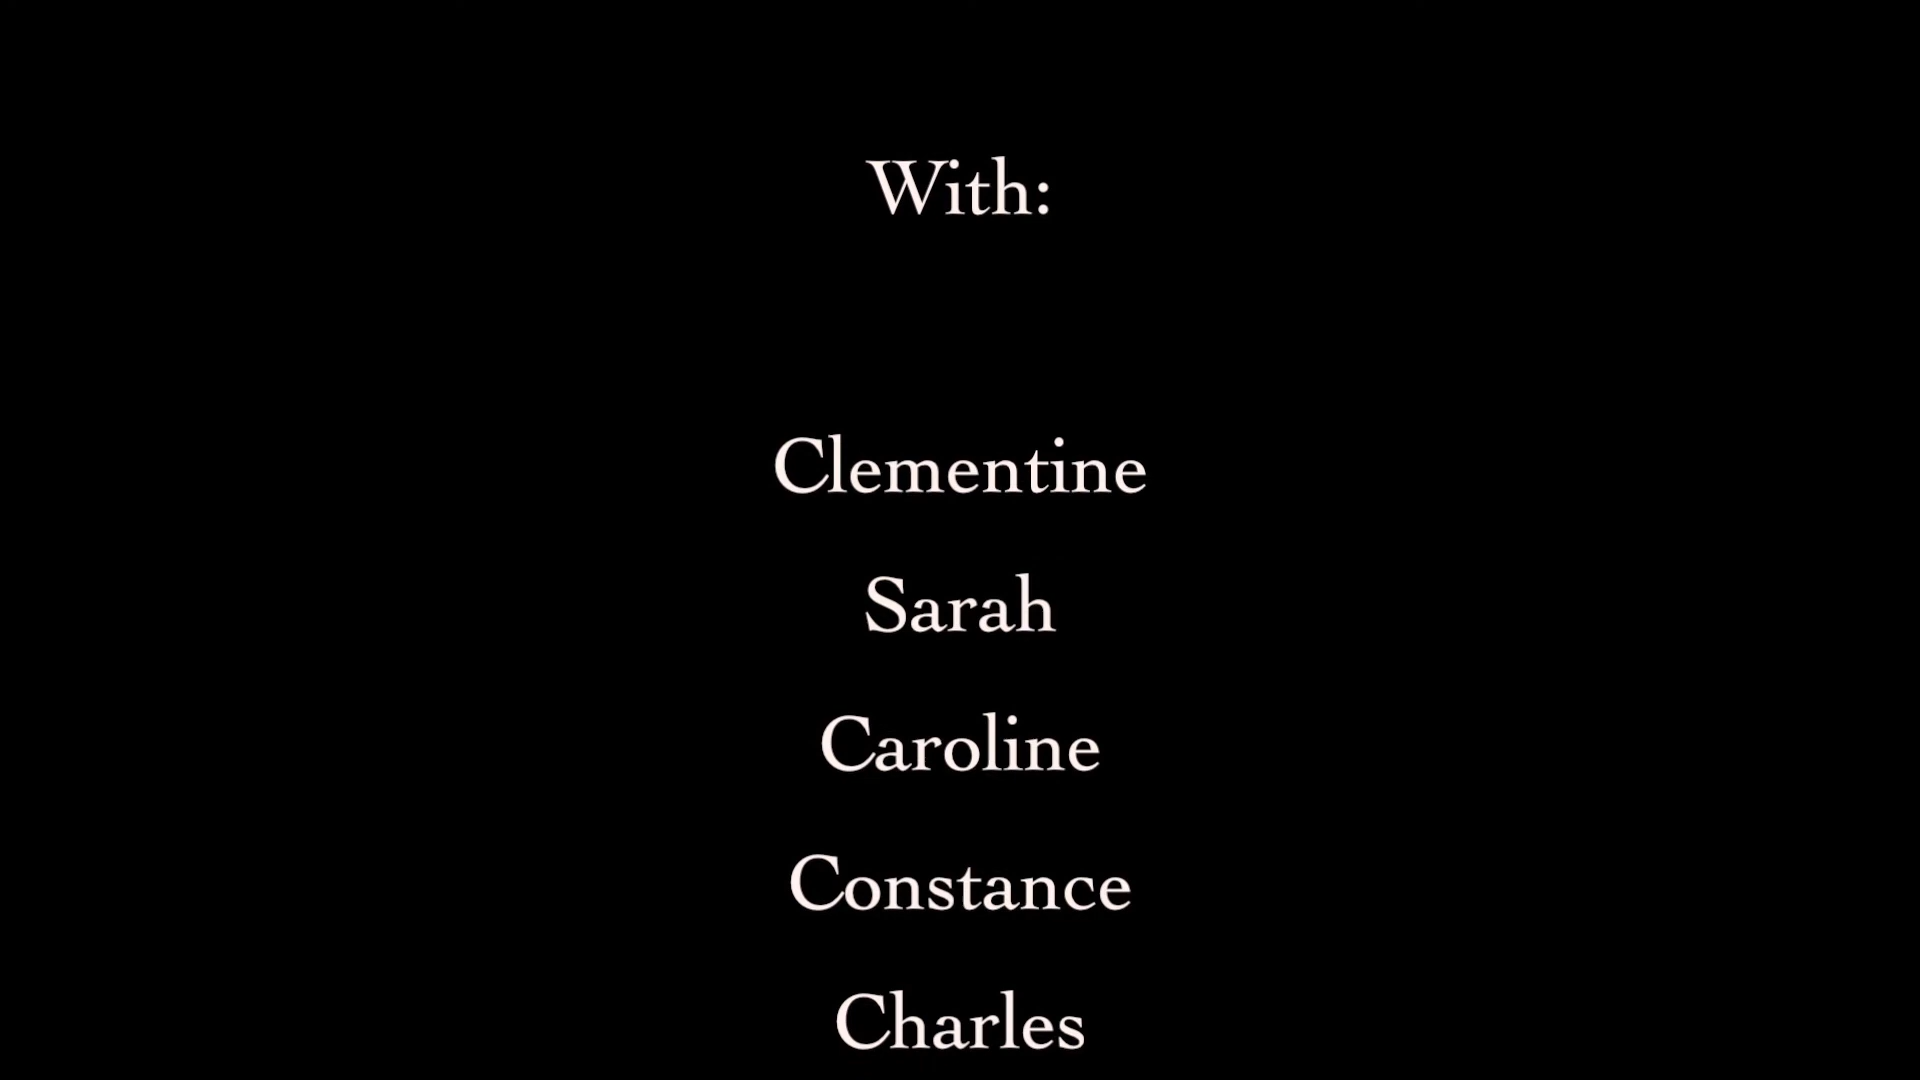 With:
Clementine
Sarah
Caroline
Constance
Charles